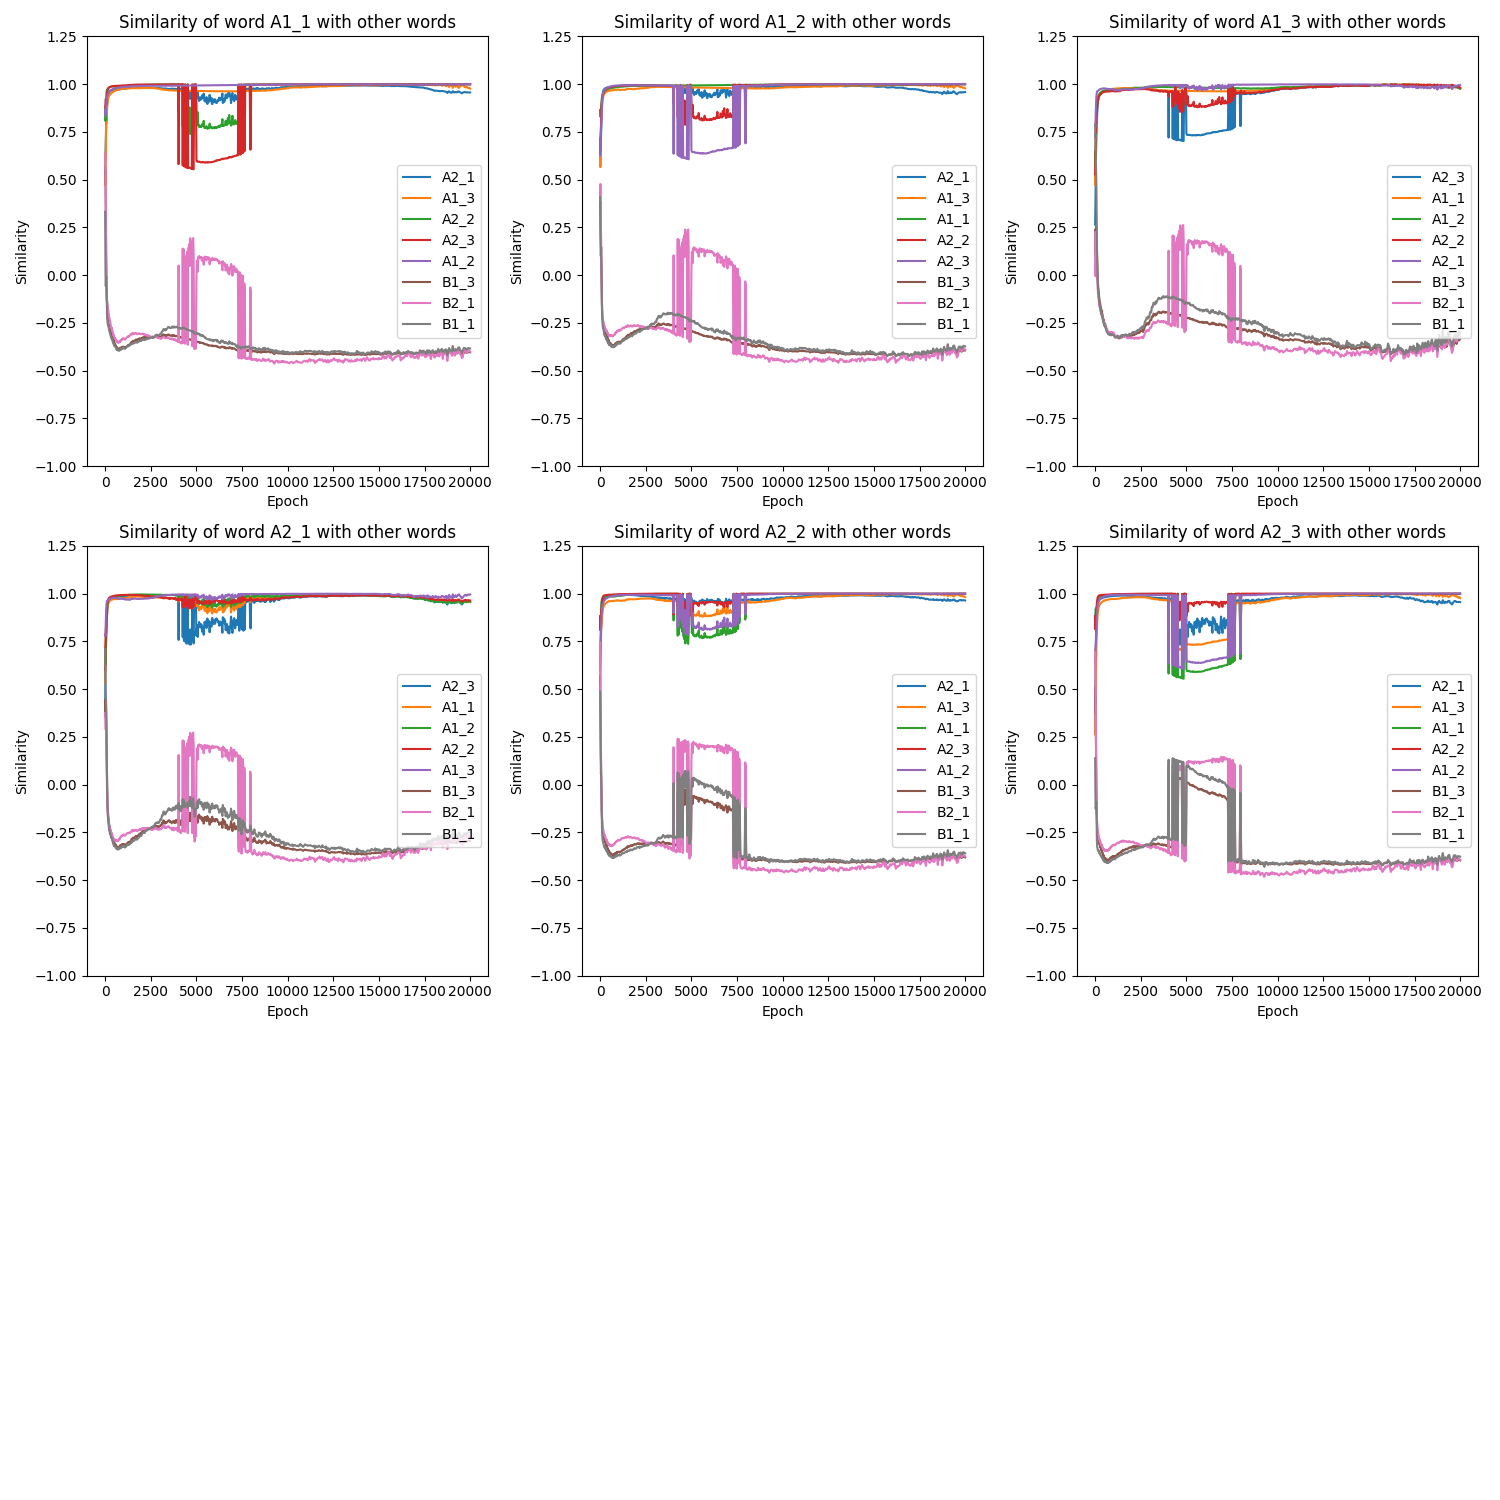 Similarity of word A1_1 with other words
1.25
1.00
0.75
0.50
0.25
0.00
−0.25
−0.50
−0.75
−1.00
Similarity
0 2500 5000 7500 10000 12500 15000 17500 20000
Epoch
A2_1
A1_3
A2_2
A2_3
A1_2
B1_3
B2_1
B1_1
Similarity of word A1_2 with other words
1.25
1.00
0.75
0.50
0.25
0.00
−0.25
−0.50
−0.75
−1.00
Similarity
0 2500 5000 7500 10000 12500 15000 17500 20000
Epoch
A2_1
A1_3
A1_1
A2_2
A2_3
B1_3
B2_1
B1_1
Similarity of word A1_3 with other words
1.25
1.00
0.75
0.50
0.25
0.00
−0.25
−0.50
−0.75
−1.00
Similarity
0 2500 5000 7500 10000 12500 15000 17500 20000
Epoch
A2_3
A1_1
A1_2
A2_2
A2_1
B1_3
B2_1
B1_1
Similarity of word A2_1 with other words
1.25
1.00
0.75
0.50
0.25
0.00
−0.25
−0.50
−0.75
−1.00
Similarity
0 2500 5000 7500 10000 12500 15000 17500 20000
Epoch
A2_3
A1_1
A1_2
A2_2
A1_3
B1_3
B2_1
B1_1
Similarity of word A2_2 with other words
1.25
1.00
0.75
0.50
0.25
0.00
−0.25
−0.50
−0.75
−1.00
Similarity
0 2500 5000 7500 10000 12500 15000 17500 20000
Epoch
A2_1
A1_3
A1_1
A2_3
A1_2
B1_3
B2_1
B1_1
Similarity of word A2_3 with other words
1.25
1.00
0.75
0.50
0.25
0.00
−0.25
−0.50
−0.75
−1.00
Similarity
0 2500 5000 7500 10000 12500 15000 17500 20000
Epoch
A2_1
A1_3
A1_1
A2_2
A1_2
B1_3
B2_1
B1_1